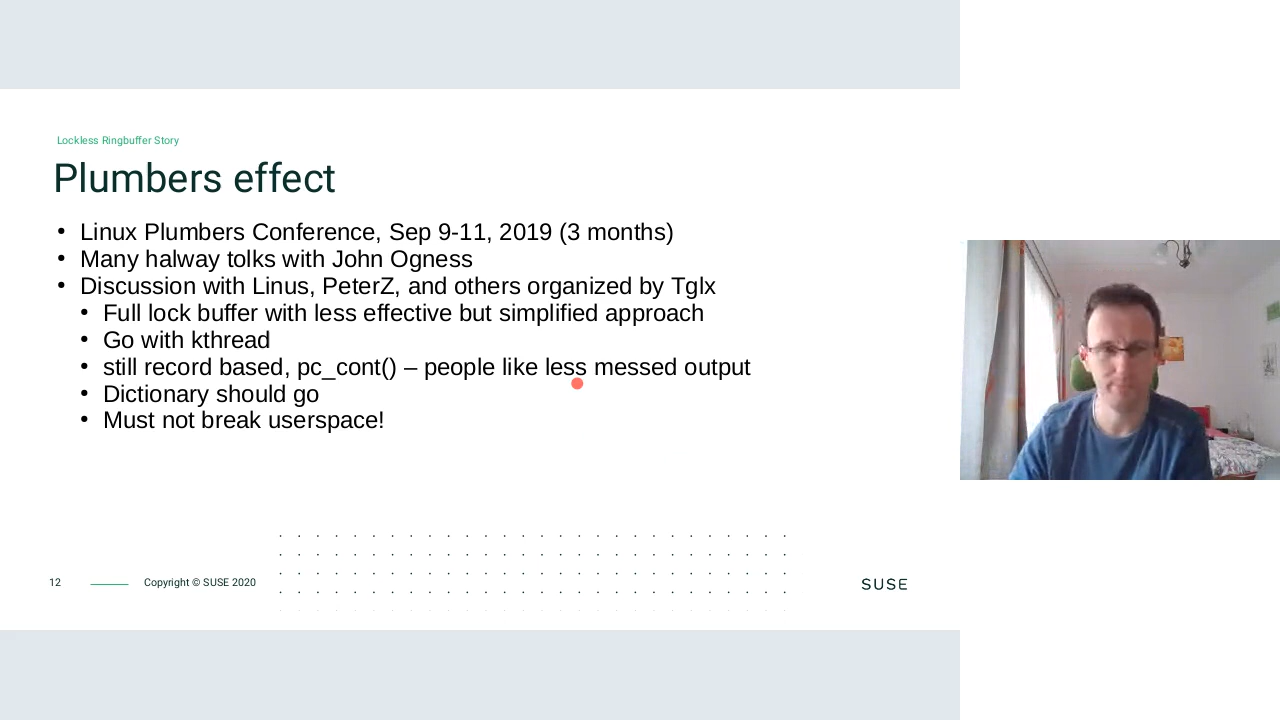 Lockless Ringbuffer Story
Plumbers effect
• Linux Plumbers Conference, Sep 9-11, 2019 (3 months)
• Many halway tolks with John Ogness
• Discussion with Linus, PeterZ, and others organized by Tglx
• Full lock buffer with less effective but simplified approach
• Go with kthread
• still record based, pc_cont() – people like less messed output
• Dictionary should go
• Must not break userspace!
12
Copyright © SUSE 2020
SUSE